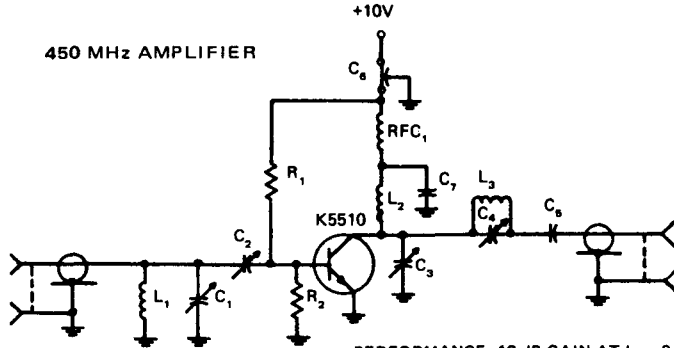 +10V
450 MHz AMPLIFIER
C6
RFC1
R1
C7
L3
L2
C4
C5
K5510
C2
C3
L1
C1
R2